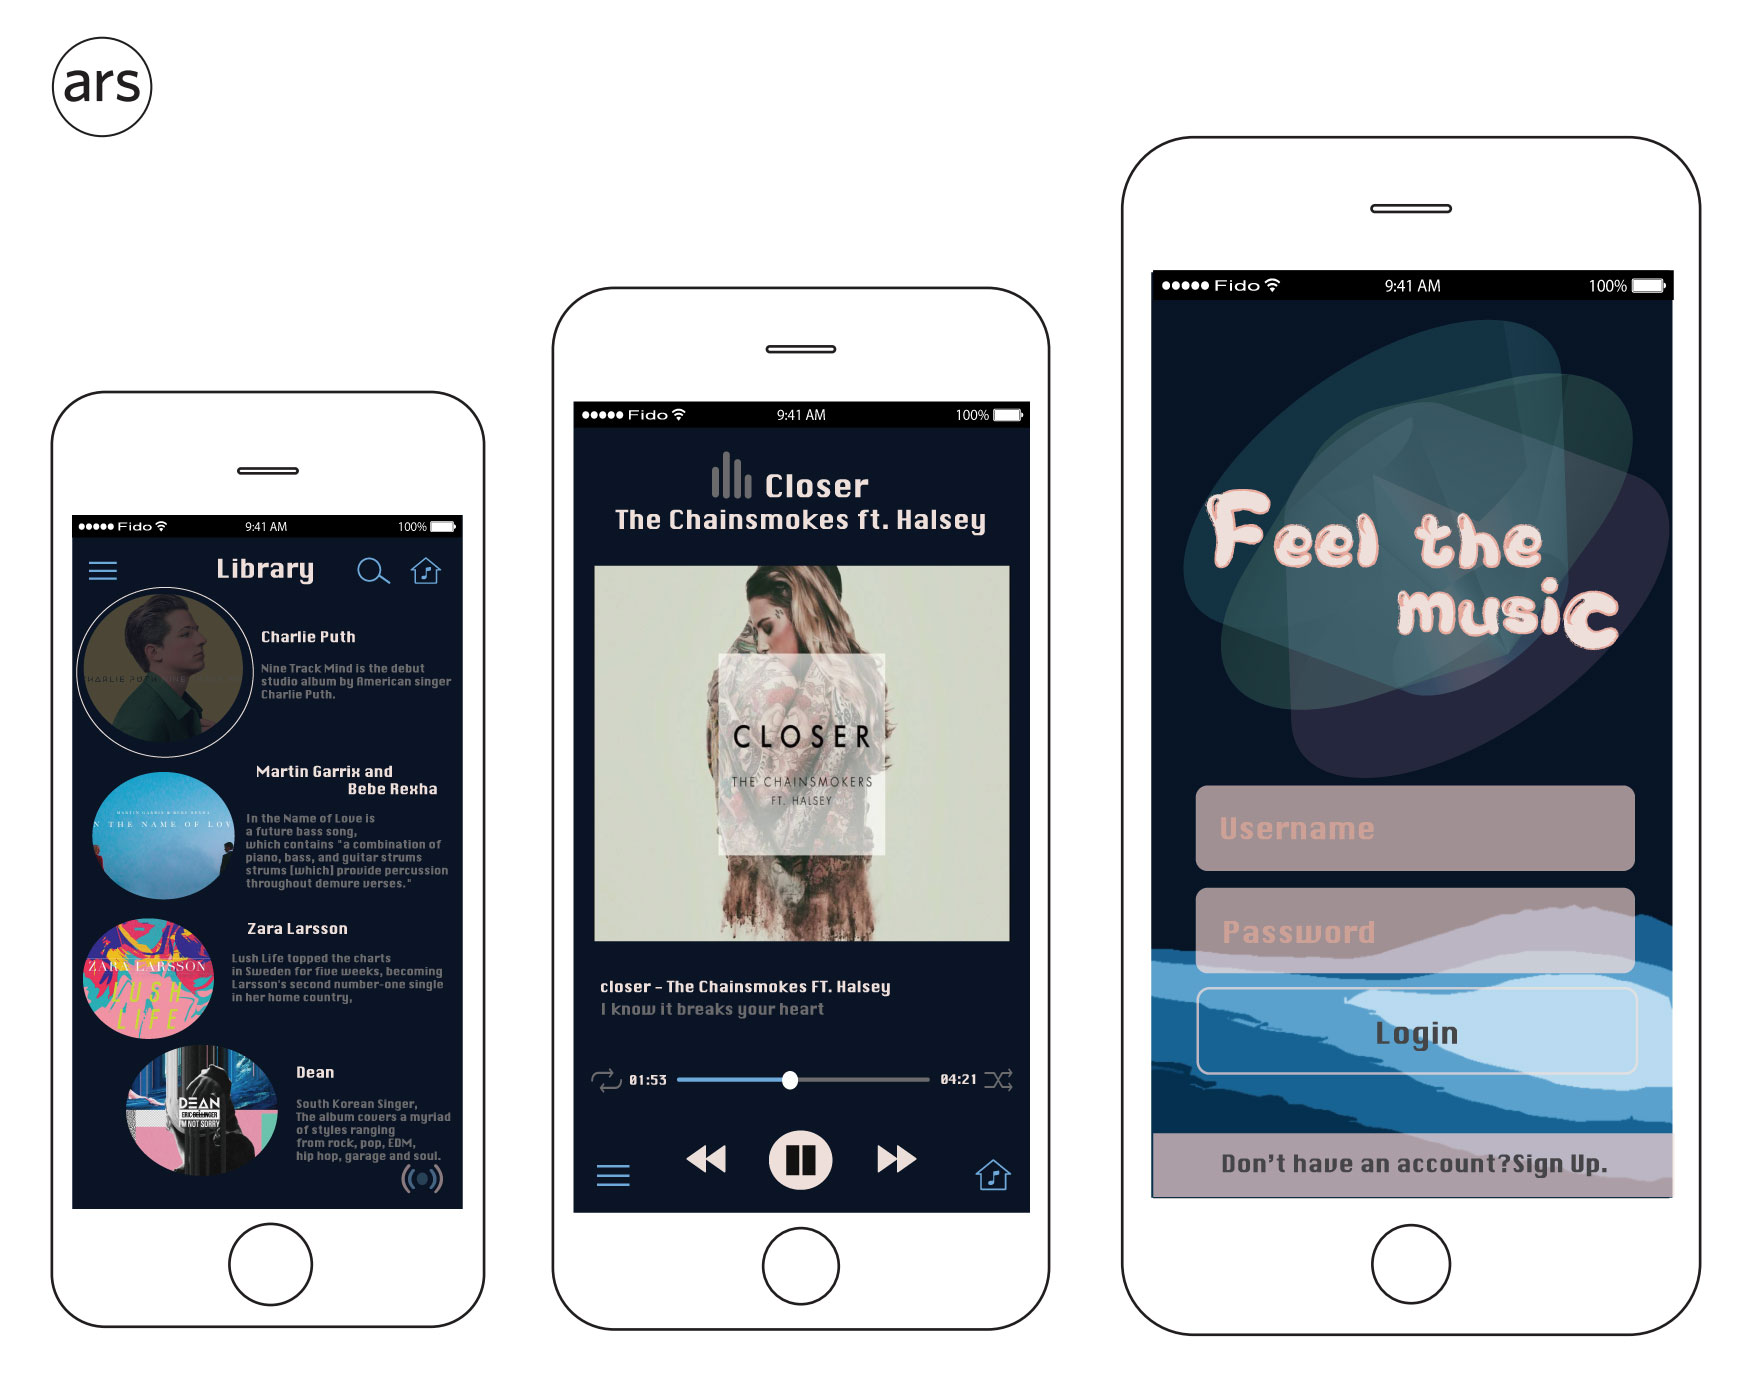 ars
Fido 9:41 AM 100%
Library
Charlie Puth
Nine Track Mind is the debut
studio album by American singer
Charlie Puth.
Martin Garrix and
Bebe Rexha
MARTIN GARRIX & BEBE REXHA
N THE NAME OF LOV
In the Name of Love is
a future bass song,
which contains "a combination of
piano, bass, and guitar strums
strums [which] provide percussion
throughout demure verses."
Zara Larsson
ZARA LARSSON
LUSH
LIFE
Lush Life topped the charts
in Sweden for five weeks, becoming
Larsson's second number-one single
in her home country,
Dean
DEAN
ERIC BELLINGER
I'M NOT SORRY
South Korean Singer,
The album covers a myriad
of styles ranging
from rock, pop, EDM,
hip hop, garage and soul.
Fido 9:41 AM 100%
Closer
The Chainsmokes ft. Halsey
CLOSER
THE CHAINSMOKERS
FT. HALSEY
closer - The Chainsmokes FT. Halsey
I know it breaks your heart
01:53 04:21
Fido 9:41 AM 100%
Feel the
music
Username
Password
Login
Don't have an account?Sign Up.